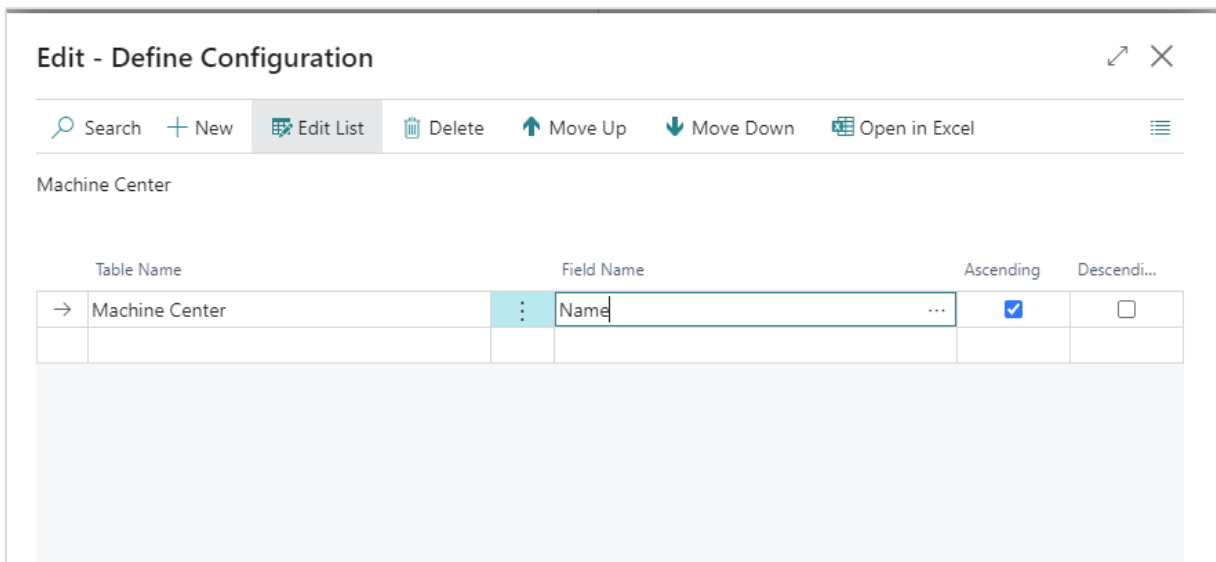 Edit - Define Configuration
Search New Edit List Delete Move Up Move Down Open in Excel
Machine Center
Table Name Field Name Ascending Descendi...
Machine Center Name